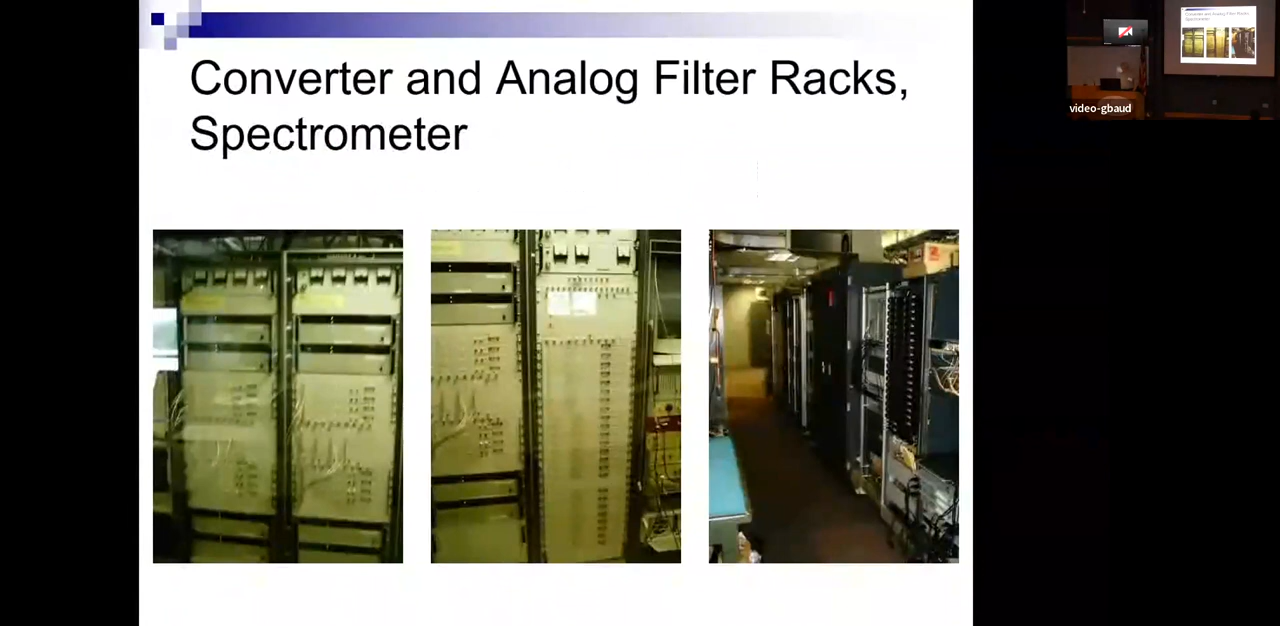 Converter and Analog Filter Racks,
Spectrometer
video-gbaud